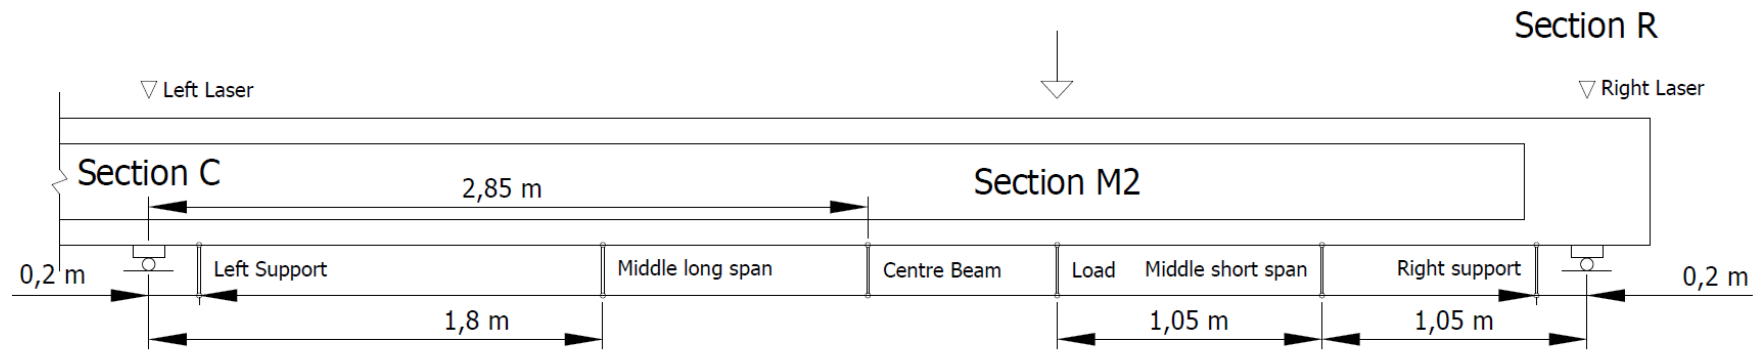 Section R
Left Laser
Right Laser
Section C
2,85 m
Section M2
0,2 m
Left Support
Middle long span
Centre Beam
Load
Middle short span
Right support
0,2 m
1,8 m
1,05 m
1,05 m